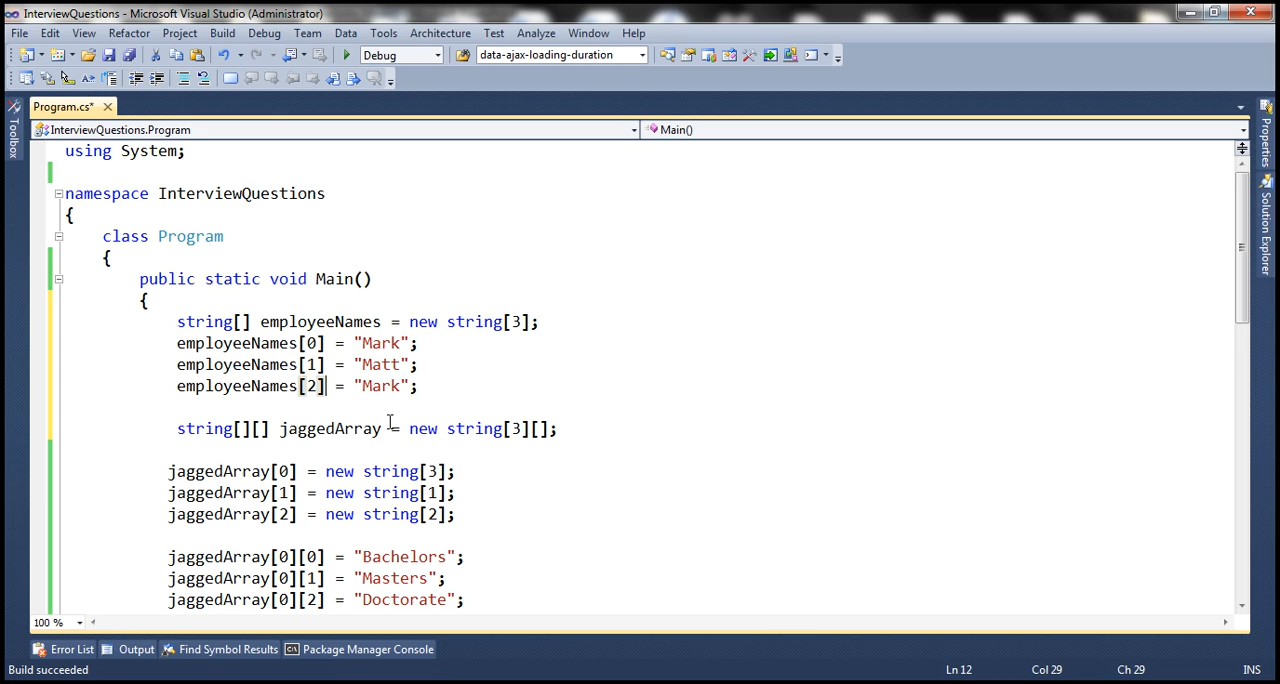 InterviewQuestions - Microsoft Visual Studio (Administrator)
File Edit View Refactor Project Build Debug Team Data Tools Architecture Test Analyze Window Help
Debug data-ajax-loading-duration
Program.cs* ×
InterviewQuestions.Program Main()
Toolbox
Properties
Solution Explorer
using System;
namespace InterviewQuestions
{
class Program
{
public static void Main()
{
string[] employeeNames = new string[3];
employeeNames[0] = "Mark";
employeeNames[1] = "Matt";
employeeNames[2] = "Mark";
string[][] jaggedArray = new string[3][];
jaggedArray[0] = new string[3];
jaggedArray[1] = new string[1];
jaggedArray[2] = new string[2];
jaggedArray[0][0] = "Bachelors";
jaggedArray[0][1] = "Masters";
jaggedArray[0][2] = "Doctorate";
100 %
Error List Output Find Symbol Results Package Manager Console
Build succeeded Ln 12 Col 29 Ch 29 INS